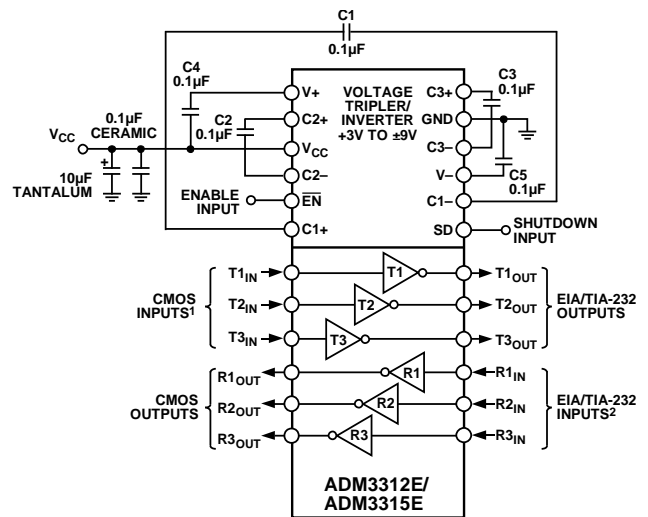 C1
0.1µF
C4
0.1µF
V+
VOLTAGE
TRIPLER/
INVERTER
+3V TO ±9V
C3+
C3
0.1µF
0.1µF
CERAMIC
C2
0.1µF
C2+
GND
VCC
VCC
C3–
+
10µF
TANTALUM
C2–
V–
C5
0.1µF
ENABLE
INPUT
EN
C1–
C1+
SD
SHUTDOWN
INPUT
CMOS
INPUTS1
T1IN
T1
T1OUT
T2IN
T2
T2OUT
T3IN
T3
T3OUT
EIA/TIA-232
OUTPUTS
CMOS
OUTPUTS
R1OUT
R1
R1IN
R2OUT
R2
R2IN
R3OUT
R3
R3IN
EIA/TIA-232
INPUTS2
ADM3312E/
ADM3315E